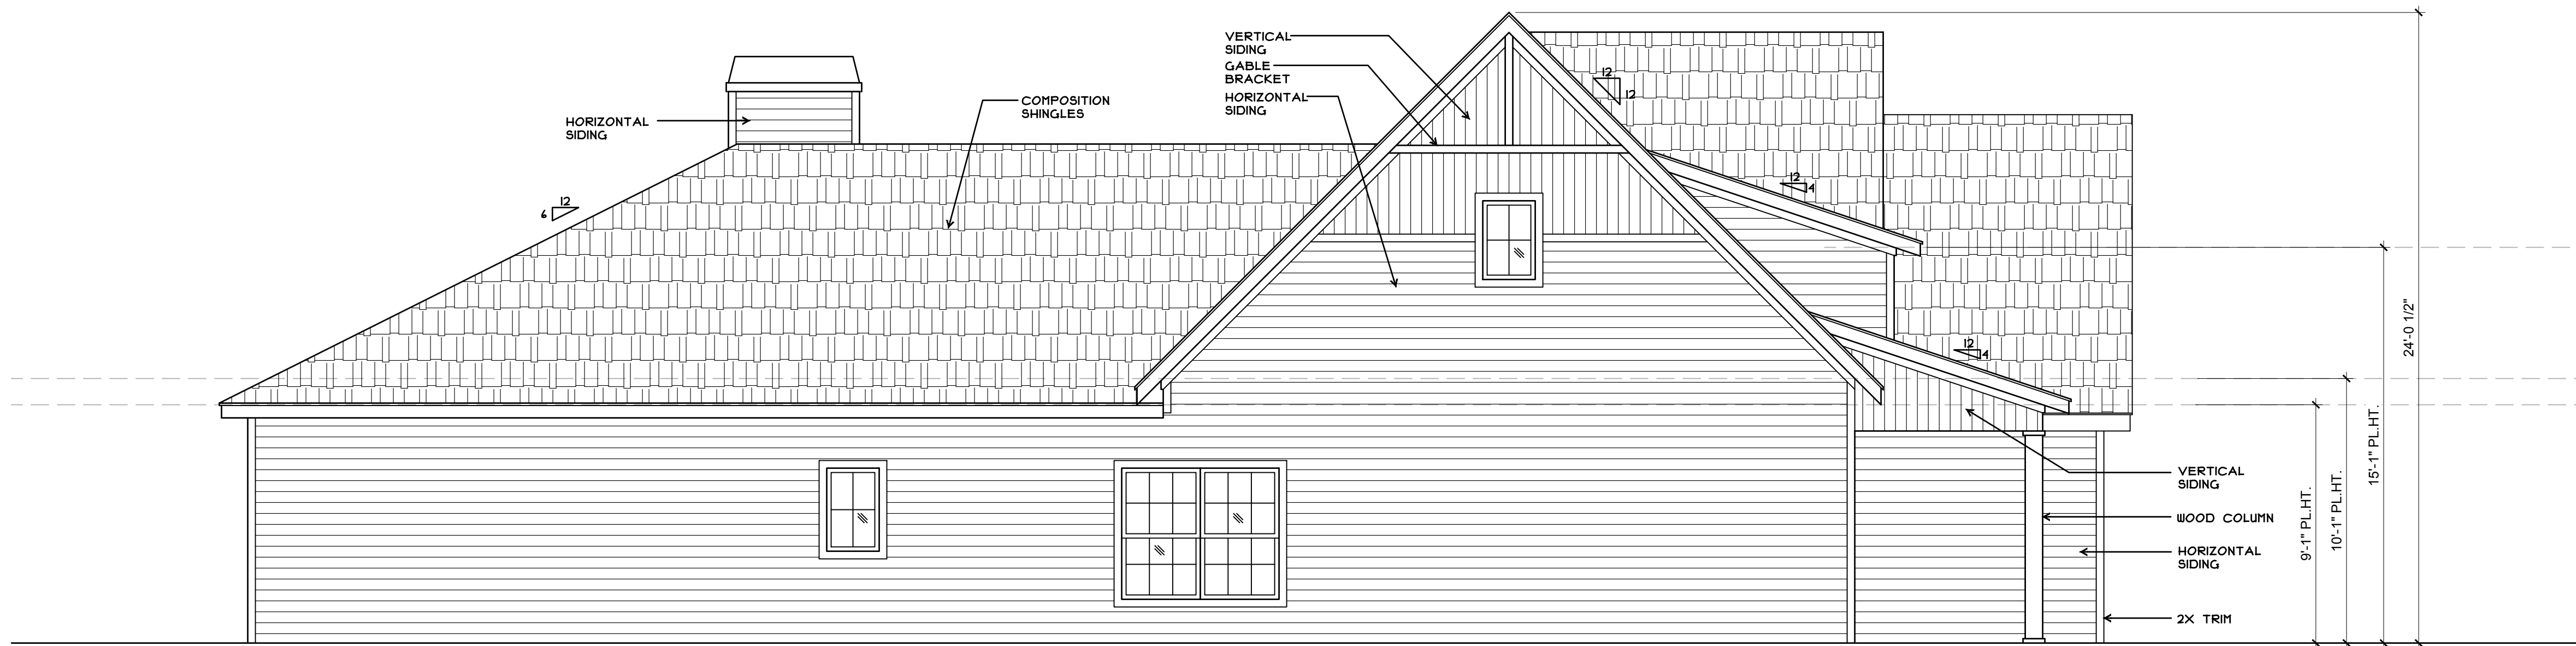 VERTICAL
SIDING
GABLE
BRACKET
HORIZONTAL
SIDING
HORIZONTAL
SIDING
COMPOSITION
SHINGLES
12
12
12
6
12
4
12
4
24'-0 1/2"
15'-1" PL.HT.
10'-1" PL.HT.
9'-1" PL.HT.
VERTICAL
SIDING
WOOD COLUMN
HORIZONTAL
SIDING
2X TRIM